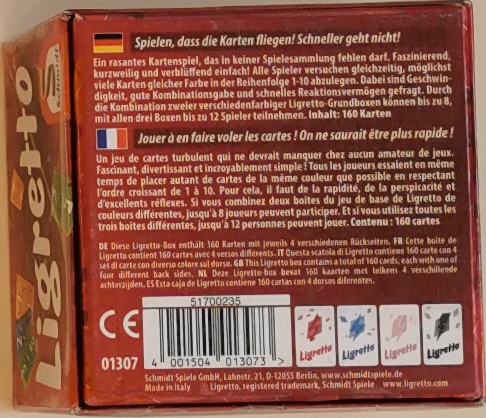 Schmidt
Ligretto
Spielen, dass die Karten fliegen! Schneller geht nicht!
Ein rasantes Kartenspiel, das in keiner Spielesammlung fehlen darf. Faszinierend,
kurzweilig und verblüffend einfach! Alle Spieler versuchen gleichzeitig, möglichst
viele Karten gleicher Farbe in der Reihenfolge 1-10 abzulegen. Dabei sind Geschwin-
digkeit, gute Kombinationsgabe und schnelles Reaktionsvermögen gefragt. Durch
die Kombination zweier verschiedenfarbiger Ligretto-Grundboxen können bis zu 8,
mit allen drei Boxen bis zu 12 Spieler teilnehmen. Inhalt: 160 Karten
Jouer à en faire voler les cartes ! On ne saurait être plus rapide !
Un jeu de cartes turbulent qui ne devrait manquer chez aucun amateur de jeux.
Fascinant, divertissant et incroyablement simple ! Tous les joueurs essaient en même
temps de placer autant de cartes de la même couleur que possible en respectant
l'ordre croissant de 1 à 10. Pour cela, il faut de la rapidité, de la perspicacité et
d'excellents réflexes. Si vous combinez deux boîtes du jeu de base de Ligretto de
couleurs différentes, jusqu'à 8 joueurs peuvent participer. Et si vous utilisez toutes les
trois boîtes différentes, jusqu'à 12 personnes peuvent jouer. Contenu : 160 cartes
DE Diese Ligretto-Box enthält 160 Karten mit jeweils 4 verschiedenen Rückseiten. FR Cette boîte de
Ligretto contient 160 cartes avec 4 versos différents. IT Questa scatola di Ligretto contiene 160 carte con 4
set di carte con diverso colore sul dorso. GB This Ligretto box contains a total of 160 cards, each with one of
four different back sides. NL Deze Ligretto-box bevat 160 kaarten met telkens 4 verschillende
achterzijden. ES Esta caja de Ligretto contiene 160 cartas con 4 dorsos diferentes.
51700235
CE
01307
4 001504 013073 >
Ligretto
Ligretto
Ligretto
Ligretto
Schmidt Spiele GmbH, Lahnstr. 21, D-12055 Berlin, www.schmidtspiele.de
Made in Italy Ligretto, registered trademark, Schmidt Spiele www.ligretto.com